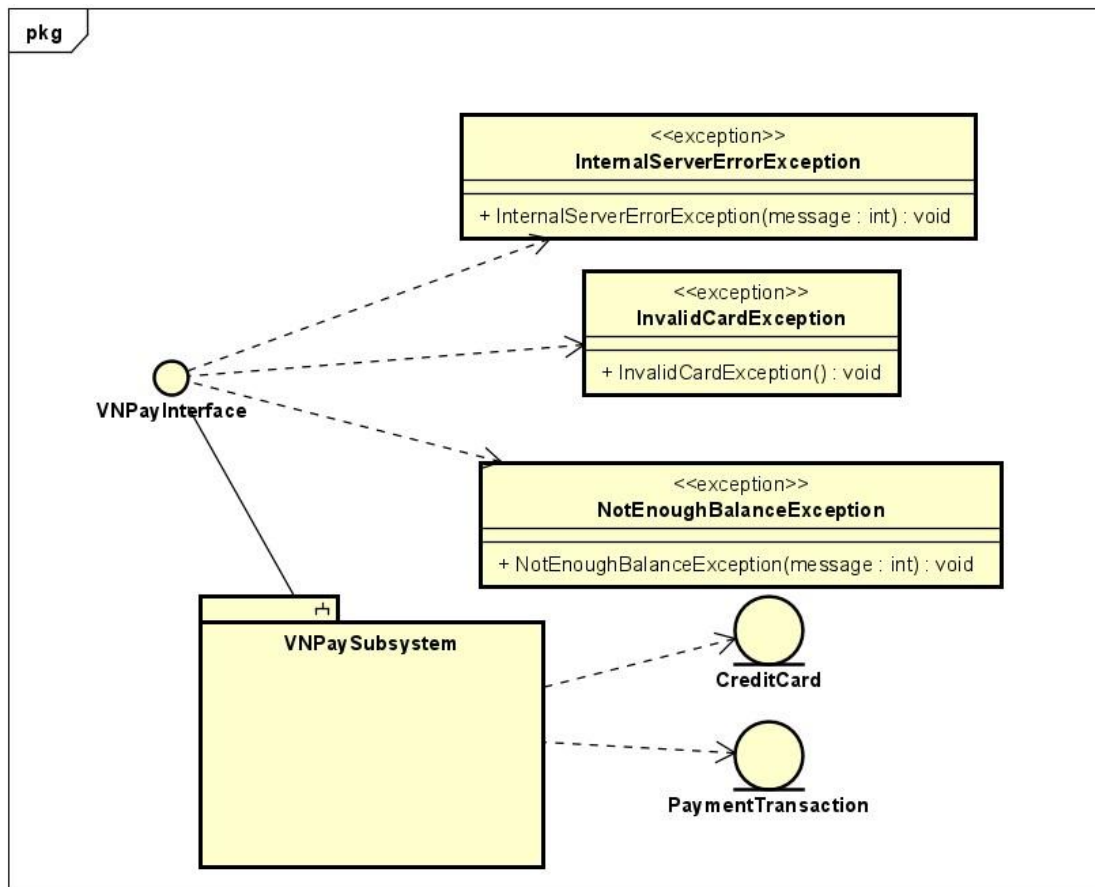 pkg
<<exception>>
InternalServerErrorException
+ InternalServerErrorException(message : int) : void
<<exception>>
InvalidCardException
+ InvalidCardException() : void
VNPayInterface
<<exception>>
NotEnoughBalanceException
+ NotEnoughBalanceException(message : int) : void
VNPaySubsystem
CreditCard
PaymentTransaction